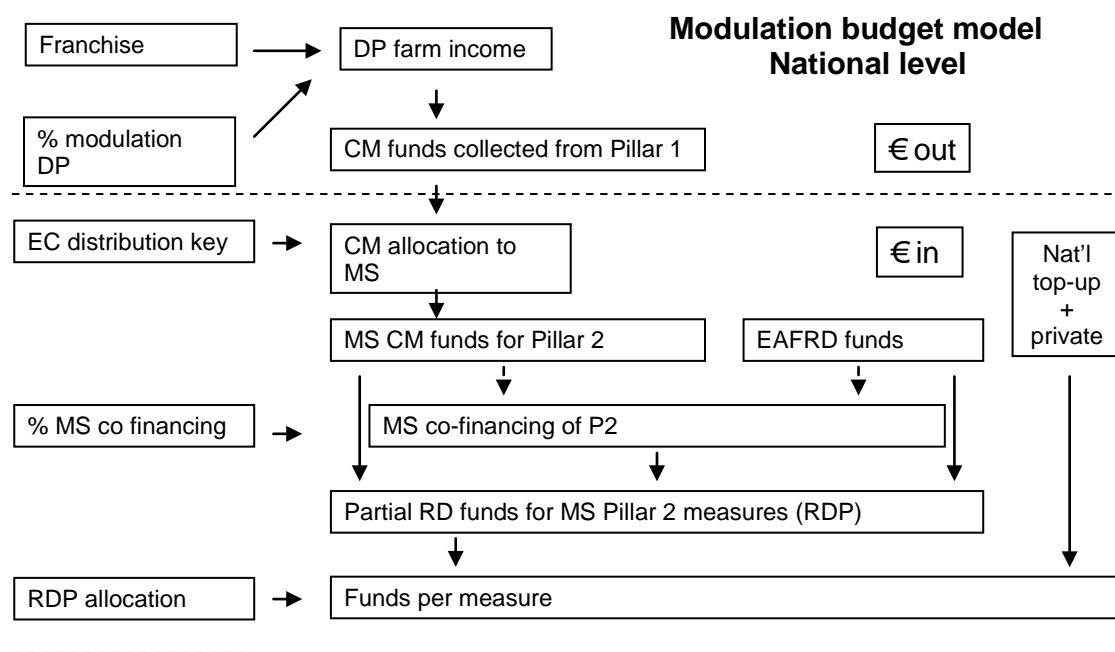 Modulation budget model
National level
Franchise
DP farm income
% modulation
DP
CM funds collected from Pillar 1
€ out
EC distribution key
CM allocation to
MS
€ in
Nat'l
top-up
+
private
MS CM funds for Pillar 2
EAFRD funds
% MS co financing
MS co-financing of P2
Partial RD funds for MS Pillar 2 measures (RDP)
RDP allocation
Funds per measure